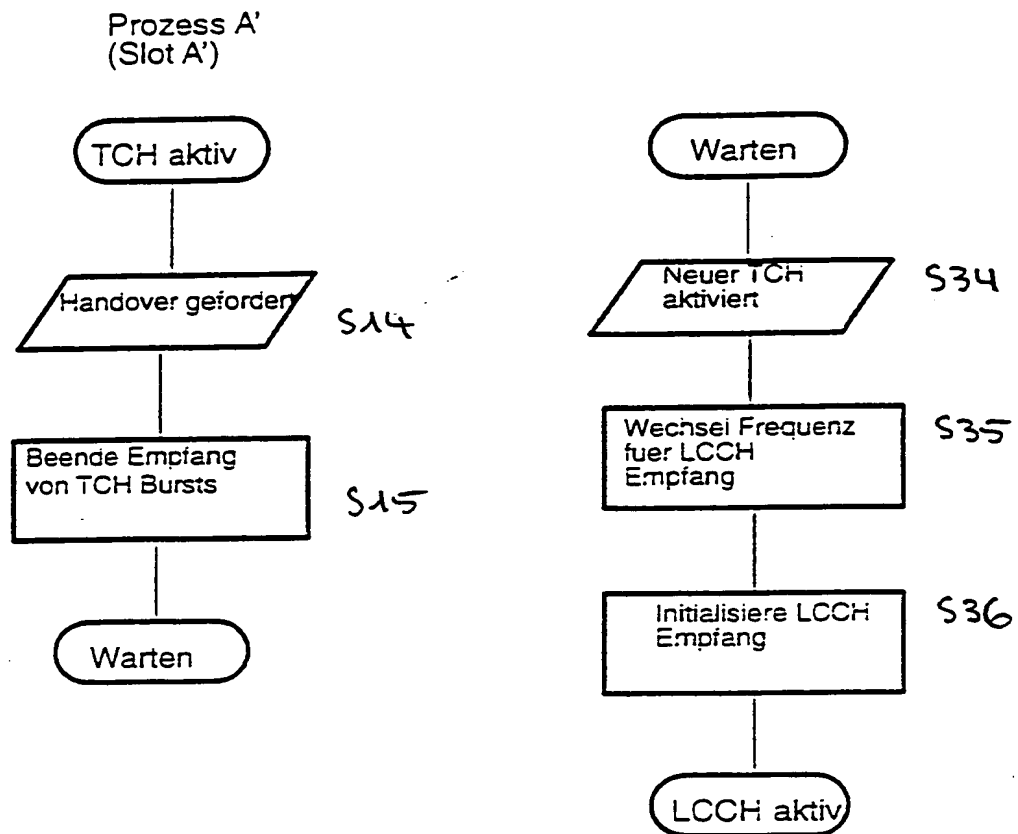 Prozess A'
(Slot A')
TCH aktiv
Handover gefordert
S14
Beende Empfang
von TCH Bursts
S15
Warten
Warten
Neuer TCH
aktiviert
S34
Wechsel Frequenz
fuer LCCH
Empfang
S35
Initialisiere LCCH
Empfang
S36
LCCH aktiv